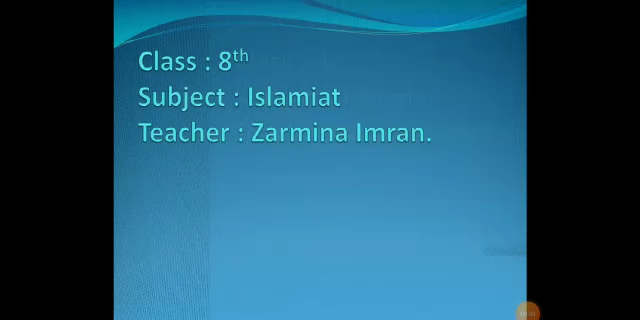 Class : 8th
Subject : Islamiat
Teacher : Zarmina Imran.